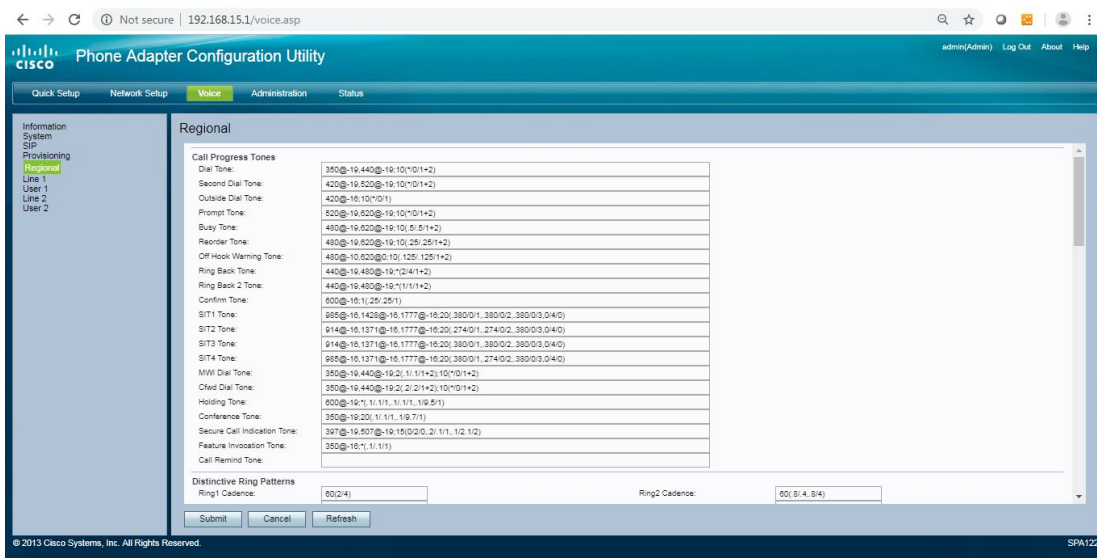 Not secure | 192.168.15.1/voice.asp
cisco Phone Adapter Configuration Utility
admin(Admin) Log Out About Help
Quick Setup Network Setup Voice Administration Status
Information
System
SIP
Provisioning
Regional
Line 1
User 1
Line 2
User 2
Regional
Call Progress Tones
Dial Tone: 350@-19,440@-19;10(*/0/1+2)
Second Dial Tone: 420@-19,520@-19;10(*/0/1+2)
Outside Dial Tone: 420@-16;10(*/0/1)
Prompt Tone: 520@-19,620@-19;10(*/0/1+2)
Busy Tone: 480@-19,620@-19;10(.5/.5/1+2)
Reorder Tone: 480@-19,620@-19;10(.25/.25/1+2)
Off Hook Warning Tone: 480@-10,620@0;10(.125/.125/1+2)
Ring Back Tone: 440@-19,480@-19;*(2/4/1+2)
Ring Back 2 Tone: 440@-19,480@-19;*(1/1/1+2)
Confirm Tone: 600@-16;1(.25/.25/1)
SIT1 Tone: 985@-16,1428@-16,1777@-16;20(.380/0/1,.380/0/2,.380/0/3,0/4/0)
SIT2 Tone: 914@-16,1371@-16,1777@-16;20(.274/0/1,.274/0/2,.380/0/3,0/4/0)
SIT3 Tone: 914@-16,1371@-16,1777@-16;20(.380/0/1,.380/0/2,.380/0/3,0/4/0)
SIT4 Tone: 985@-16,1371@-16,1777@-16;20(.380/0/1,.274/0/2,.380/0/3,0/4/0)
MWI Dial Tone: 350@-19,440@-19;2(.1/.1/1+2);10(*/0/1+2)
Cfwd Dial Tone: 350@-19,440@-19;2(.2/.2/1+2);10(*/0/1+2)
Holding Tone: 600@-19;*(.1/.1/1,.1/.1/1,.1/9.5/1)
Conference Tone: 350@-19;20(.1/.1/1,.1/9.7/1)
Secure Call Indication Tone: 397@-19,507@-19;15(0/2/0,.2/.1/1,.1/2.1/2)
Feature Invocation Tone: 350@-16;*(.1/.1/1)
Call Remind Tone:
Distinctive Ring Patterns
Ring1 Cadence: 60(2/4) Ring2 Cadence: 60(.8/.4,.8/4)
Submit Cancel Refresh
© 2013 Cisco Systems, Inc. All Rights Reserved. SPA122